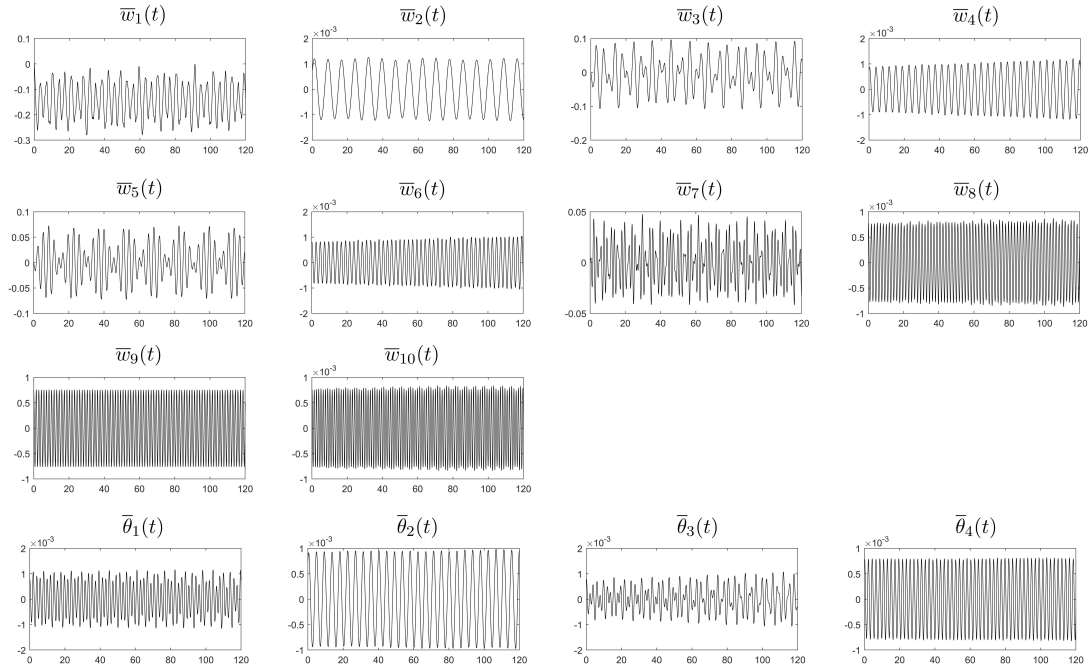 w̅₁(t) w̅₂(t) w̅₃(t) w̅₄(t)
0.1 0 -0.1 -0.2 -0.3 0 20 40 60 80 100 120
×10⁻³ 2 1 0 -1 -2 0 20 40 60 80 100 120
0.1 0 -0.1 -0.2 0 20 40 60 80 100 120
×10⁻³ 2 1 0 -1 -2 0 20 40 60 80 100 120
w̅₅(t) w̅₆(t) w̅₇(t) w̅₈(t)
0.1 0.05 0 -0.05 -0.1 0 20 40 60 80 100 120
×10⁻³ 2 1 0 -1 -2 0 20 40 60 80 100 120
0.05 0 -0.05 0 20 40 60 80 100 120
×10⁻³ 1 0.5 0 -0.5 -1 0 20 40 60 80 100 120
w̅₉(t) w̅₁₀(t)
×10⁻³ 1 0.5 0 -0.5 -1 0 20 40 60 80 100 120
×10⁻³ 1 0.5 0 -0.5 -1 0 20 40 60 80 100 120
θ̅₁(t) θ̅₂(t) θ̅₃(t) θ̅₄(t)
×10⁻³ 2 1 0 -1 -2 0 20 40 60 80 100 120
×10⁻³ 1 0.5 0 -0.5 -1 0 20 40 60 80 100 120
×10⁻³ 2 1 0 -1 -2 0 20 40 60 80 100 120
×10⁻³ 1 0.5 0 -0.5 -1 0 20 40 60 80 100 120